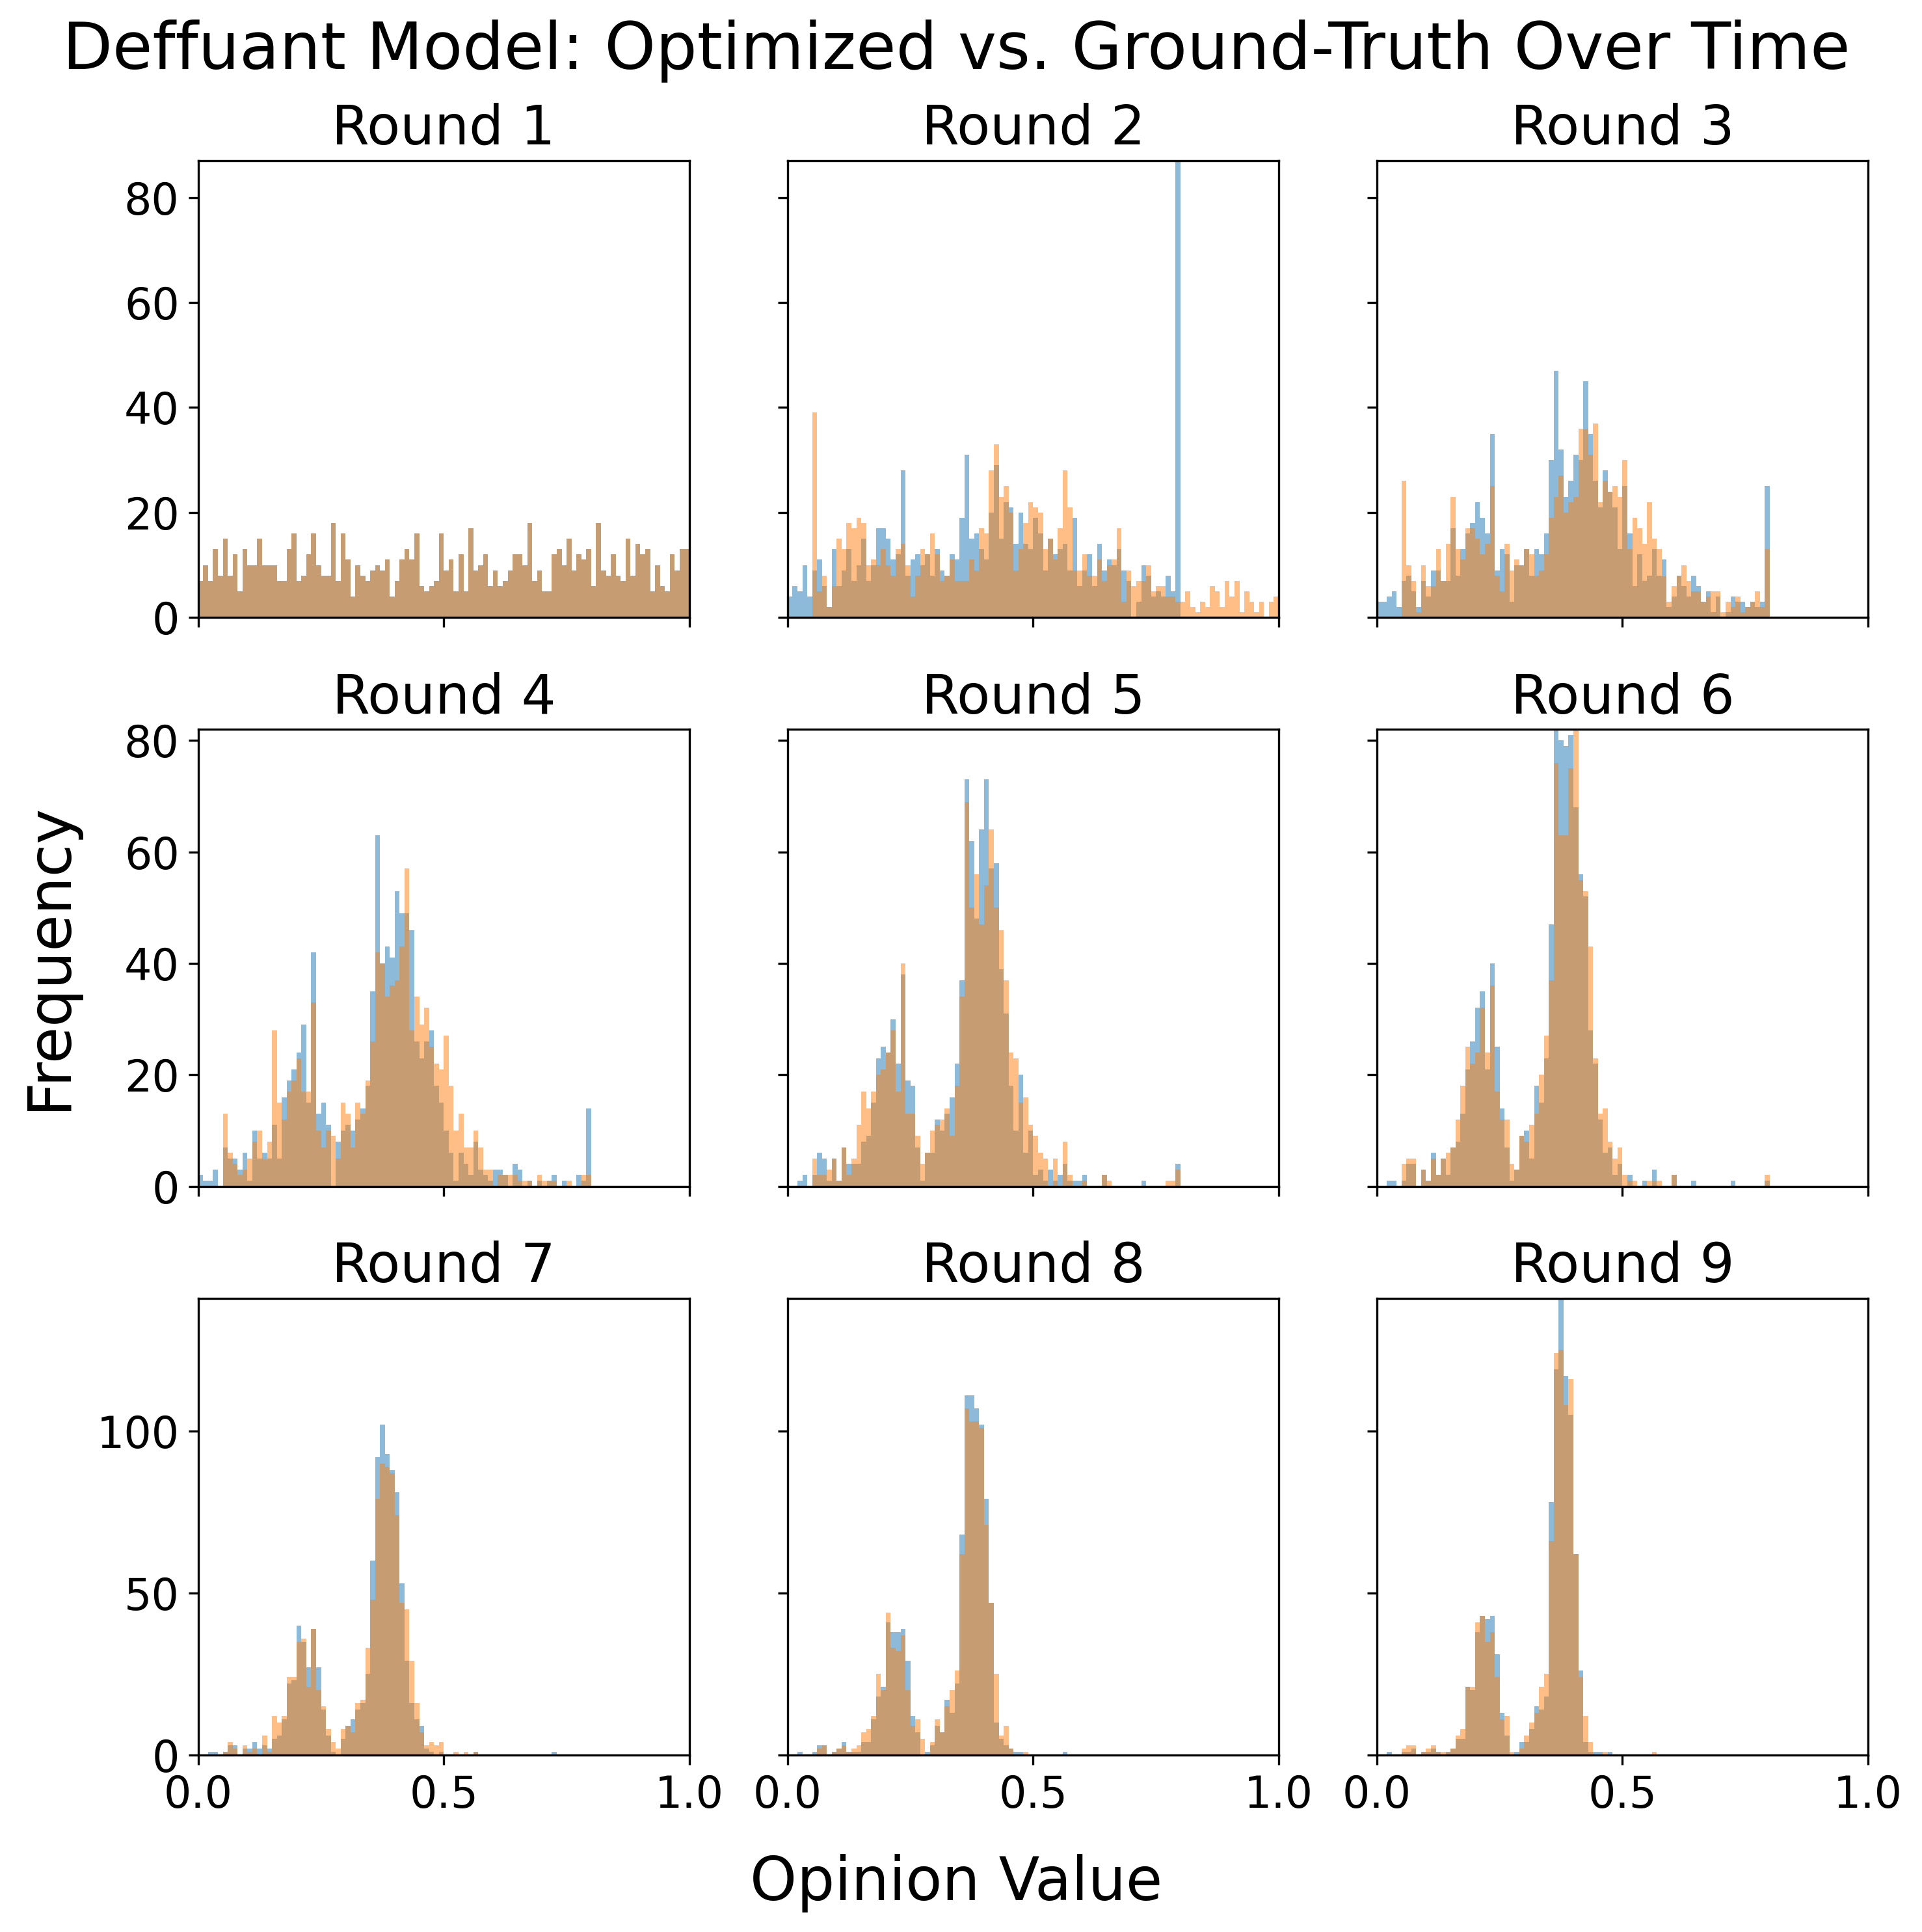 Deffuant Model: Optimized vs. Ground-Truth Over Time
Round 1
Round 2
Round 3
80
60
40
20
0
Round 4
Round 5
Round 6
80
60
40
20
0
Frequency
Round 7
Round 8
Round 9
100
50
0
0.0 0.5 1.0
0.0 0.5 1.0
0.0 0.5 1.0
Opinion Value